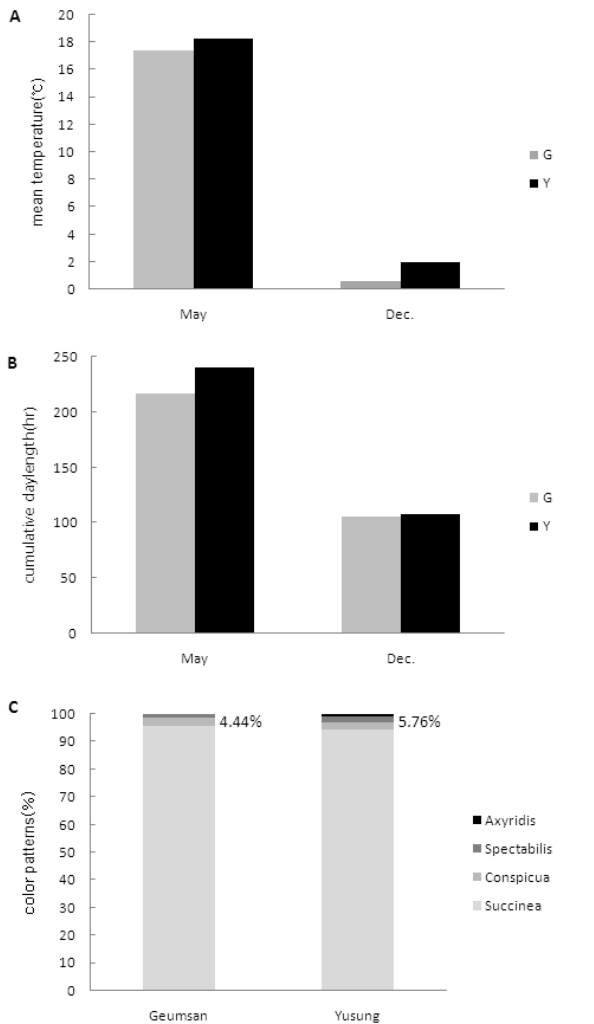 A
mean temperature(℃)
20
18
16
14
12
10
8
6
4
2
0
May
Dec.
G
Y
B
cumulative daylength(hr)
250
200
150
100
50
0
May
Dec.
G
Y
C
color patterns(%)
100
90
80
70
60
50
40
30
20
10
0
4.44%
5.76%
Geumsan
Yusung
Axyridis
Spectabilis
Conspicua
Succinea